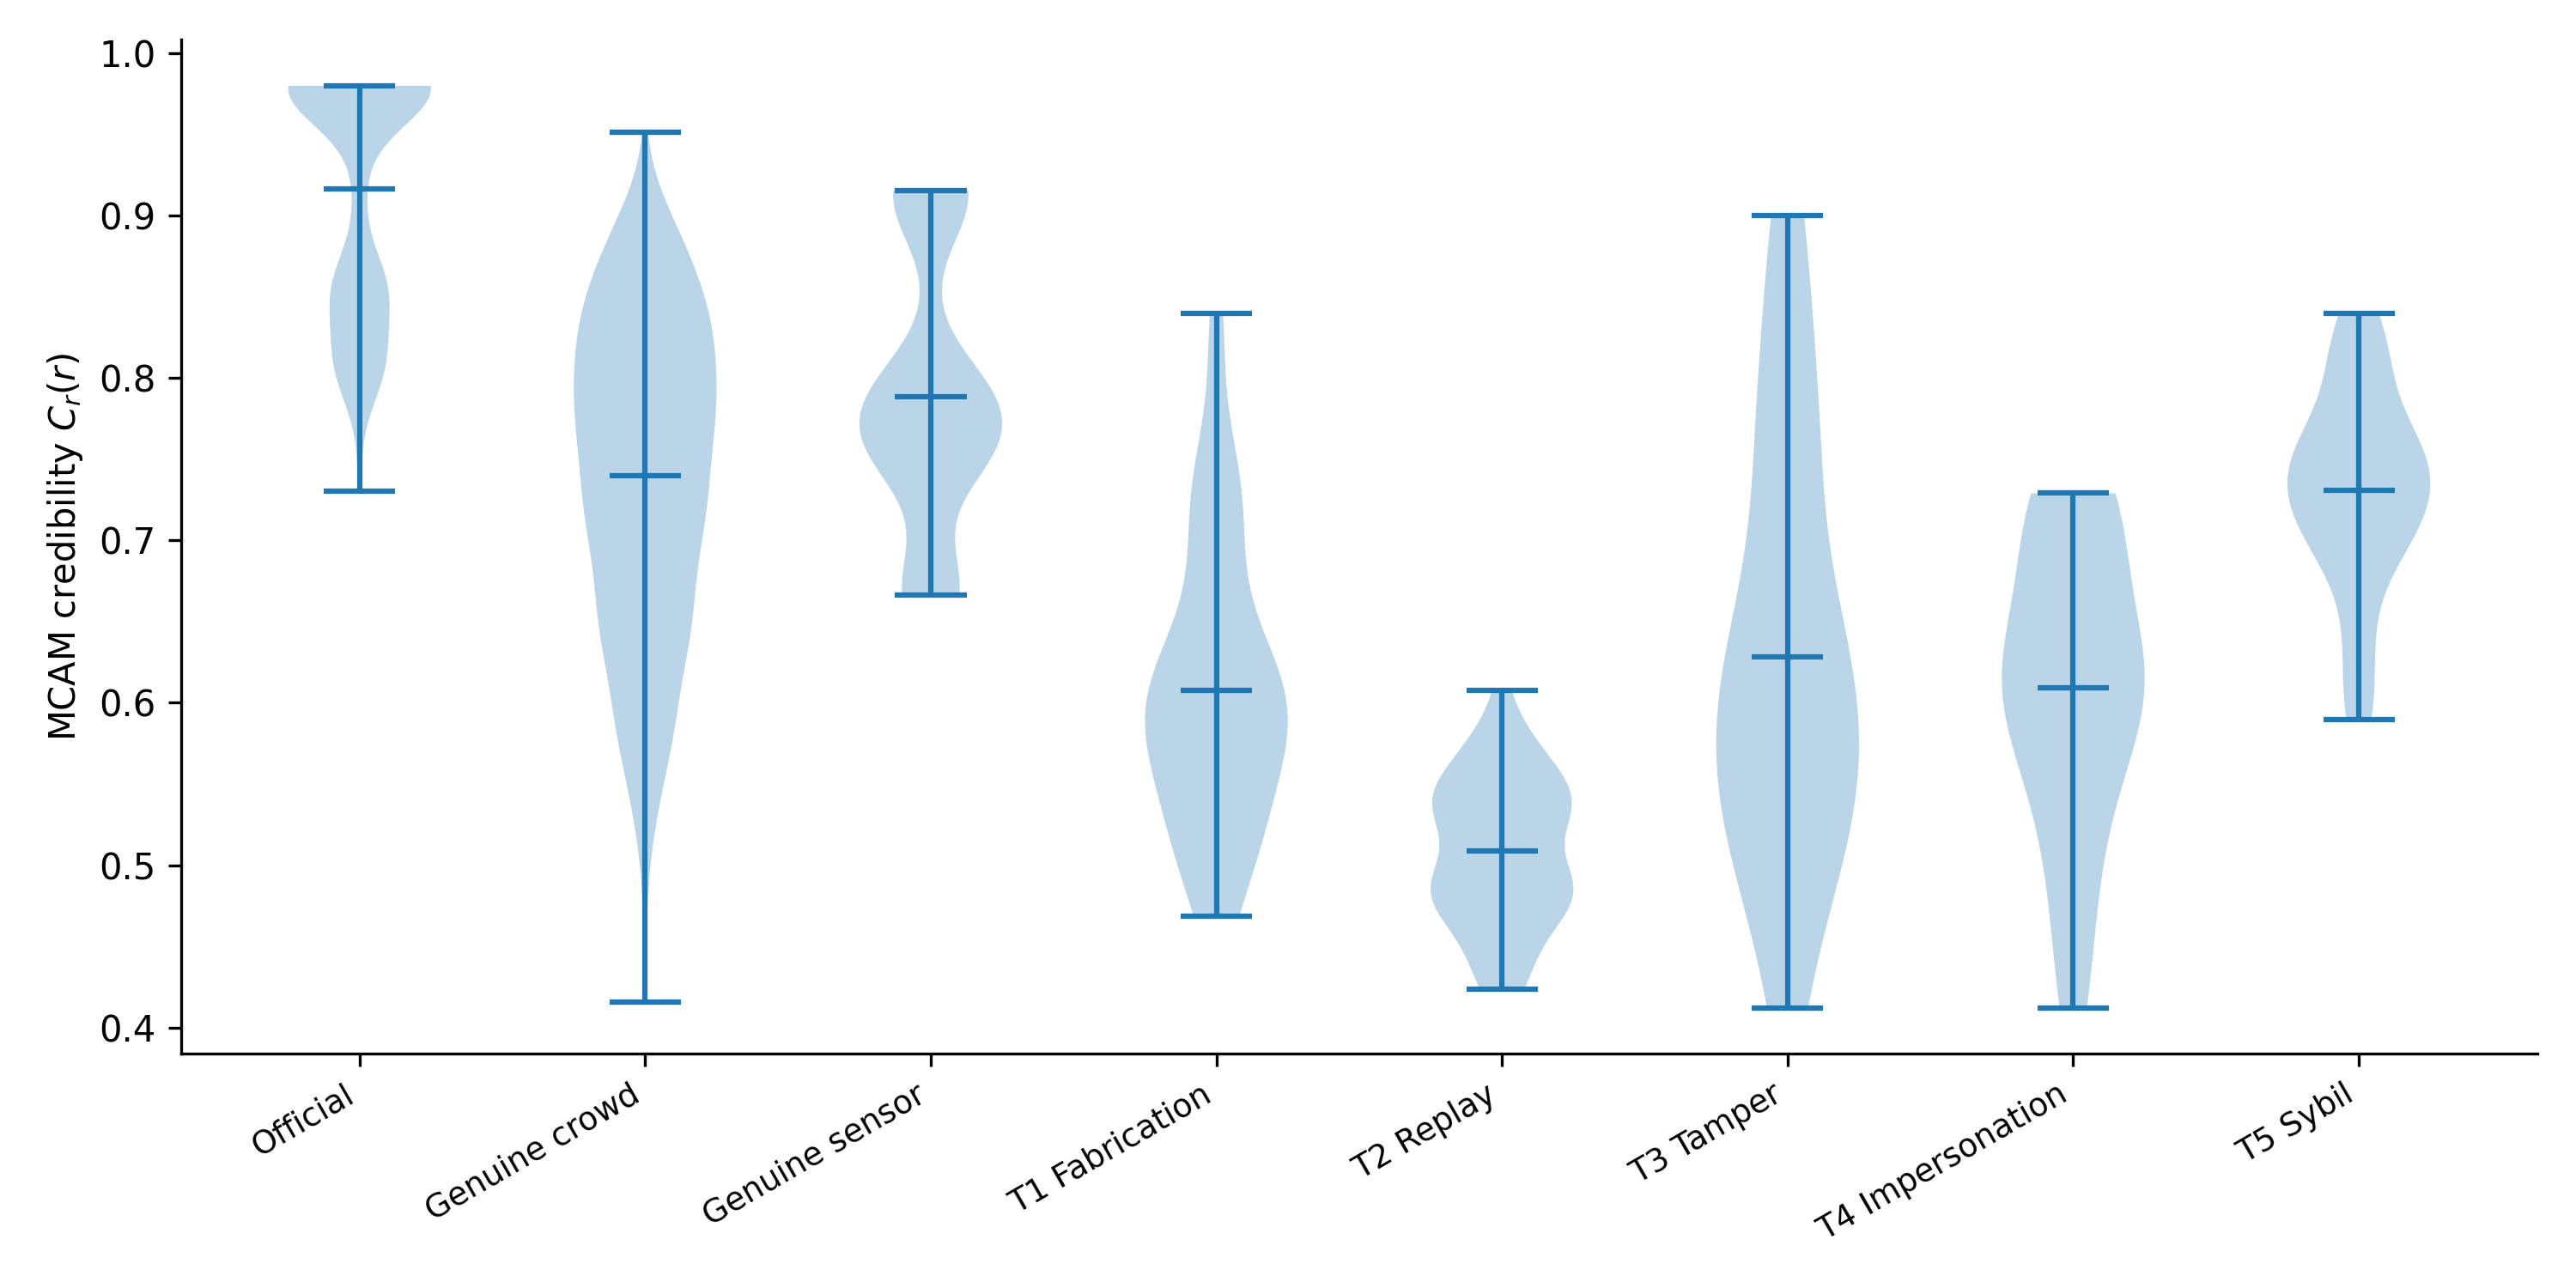 MCAM credibility Cᵣ(r)
1.0
0.9
0.8
0.7
0.6
0.5
0.4
Official
Genuine crowd
Genuine sensor
T1 Fabrication
T2 Replay
T3 Tamper
T4 Impersonation
T5 Sybil